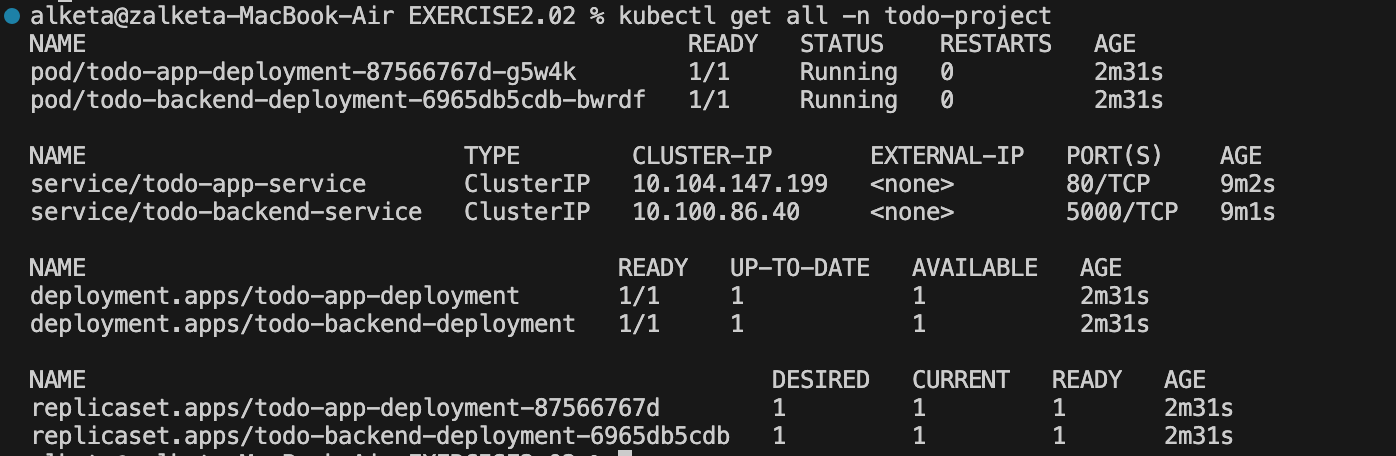 alketa@zalketa-MacBook-Air EXERCISE2.02 % kubectl get all -n todo-project
NAME READY STATUS RESTARTS AGE
pod/todo-app-deployment-87566767d-g5w4k 1/1 Running 0 2m31s
pod/todo-backend-deployment-6965db5cdb-bwrdf 1/1 Running 0 2m31s
NAME TYPE CLUSTER-IP EXTERNAL-IP PORT(S) AGE
service/todo-app-service ClusterIP 10.104.147.199 <none> 80/TCP 9m2s
service/todo-backend-service ClusterIP 10.100.86.40 <none> 5000/TCP 9m1s
NAME READY UP-TO-DATE AVAILABLE AGE
deployment.apps/todo-app-deployment 1/1 1 1 2m31s
deployment.apps/todo-backend-deployment 1/1 1 1 2m31s
NAME DESIRED CURRENT READY AGE
replicaset.apps/todo-app-deployment-87566767d 1 1 1 2m31s
replicaset.apps/todo-backend-deployment-6965db5cdb 1 1 1 2m31s